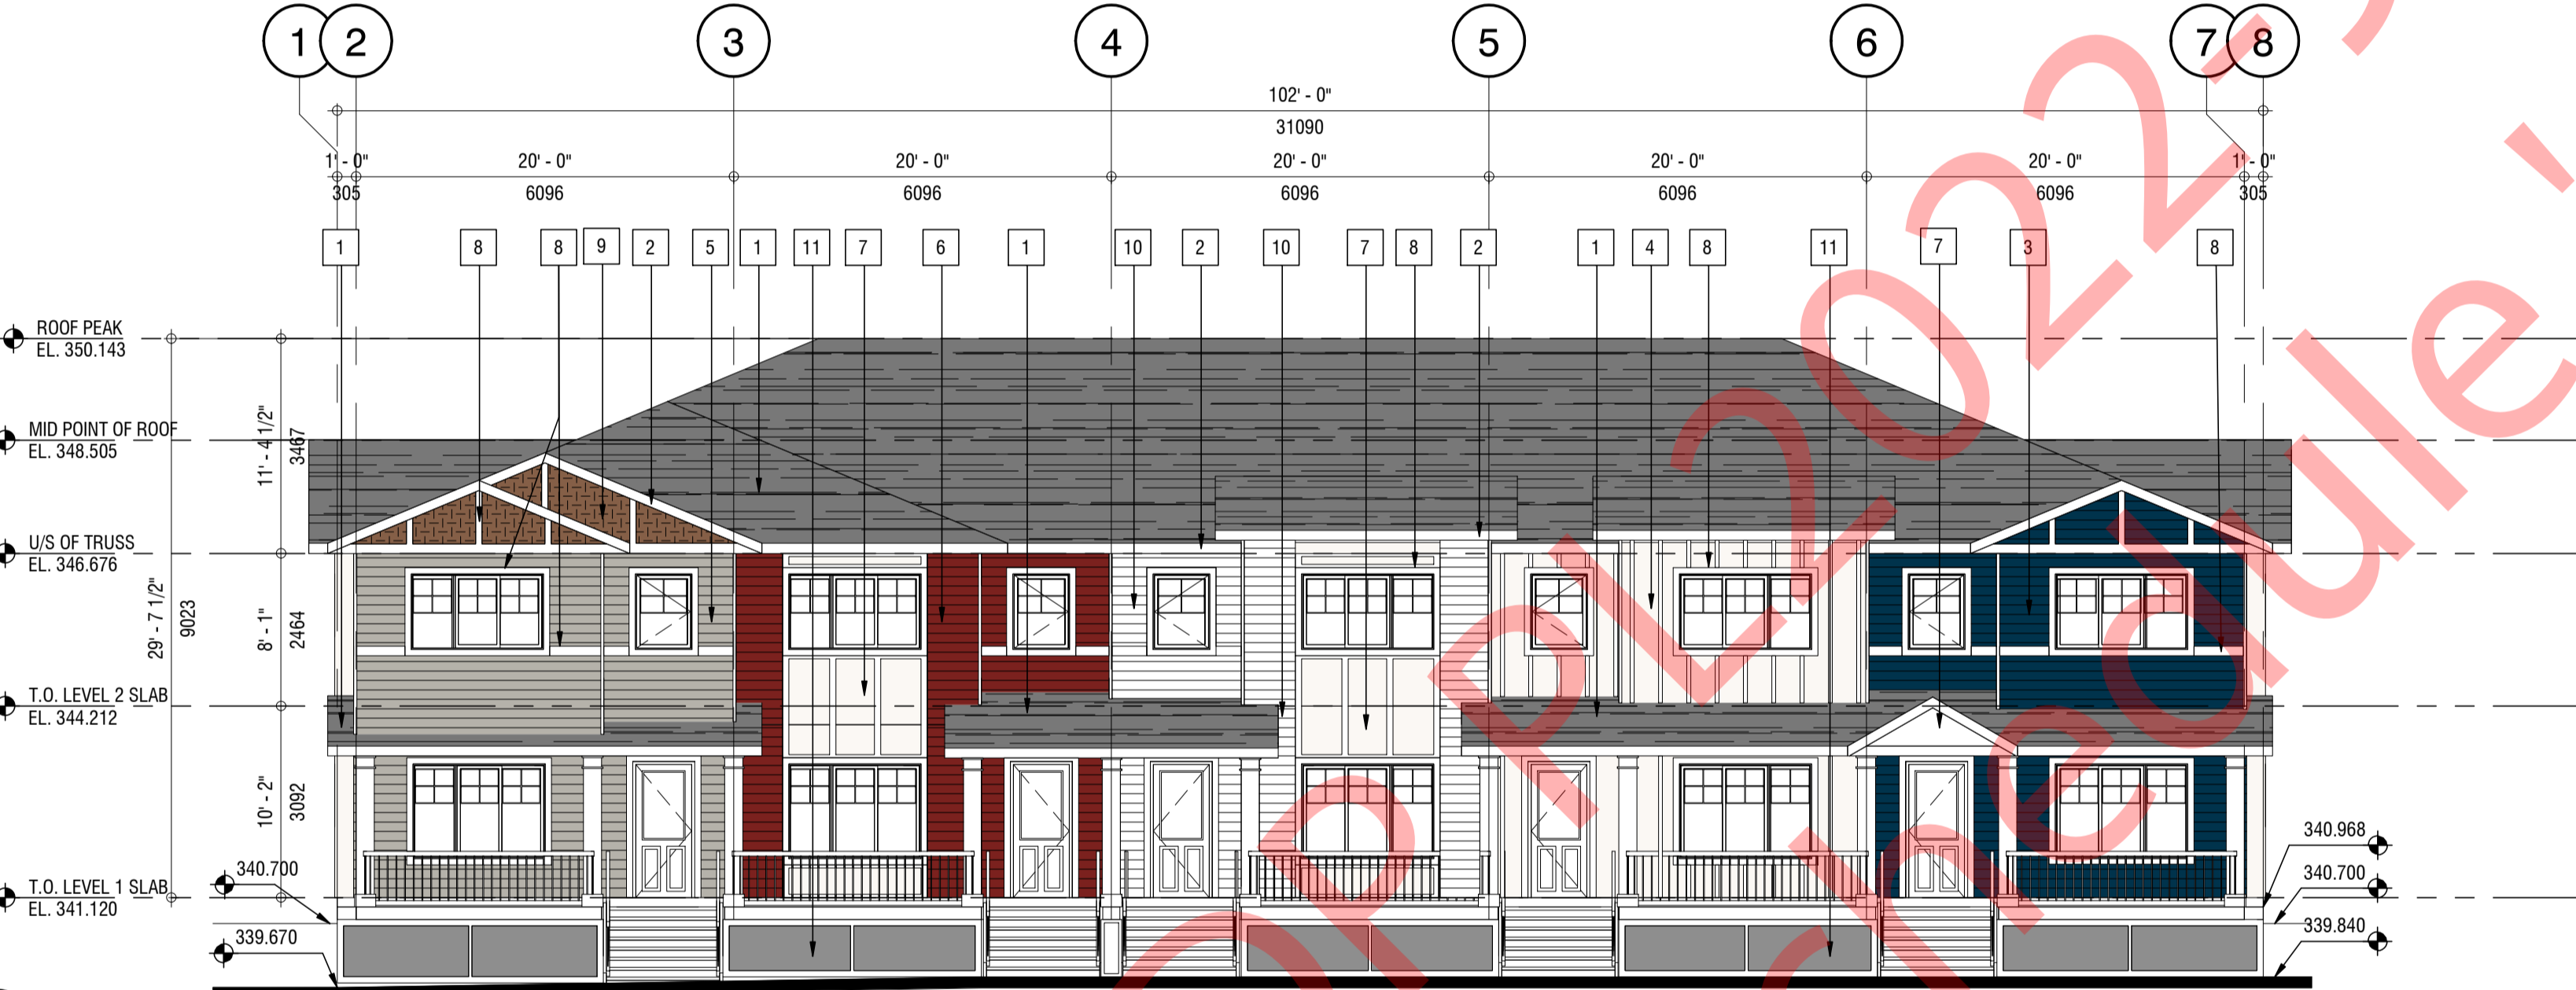 1 2 3 4 5 6 7 8
102' - 0"
31090
1' - 0" 20' - 0" 20' - 0" 20' - 0" 20' - 0" 20' - 0" 1' - 0"
305 6096 6096 6096 6096 6096 305
1 8 8 9 2 5 1 11 7 6 1 10 2 10 7 8 2 1 4 8 11 7 3 8
ROOF PEAK
EL. 350.143
MID POINT OF ROOF
EL. 348.505
U/S OF TRUSS
EL. 346.676
T.O. LEVEL 2 SLAB
EL. 344.212
T.O. LEVEL 1 SLAB
EL. 341.120
29' - 7 1/2"
9023
11' - 4 1/2"
3467
8' - 1"
2464
10' - 2"
3092
340.700
339.670
340.968
340.700
339.840
PL2022-
hedule '